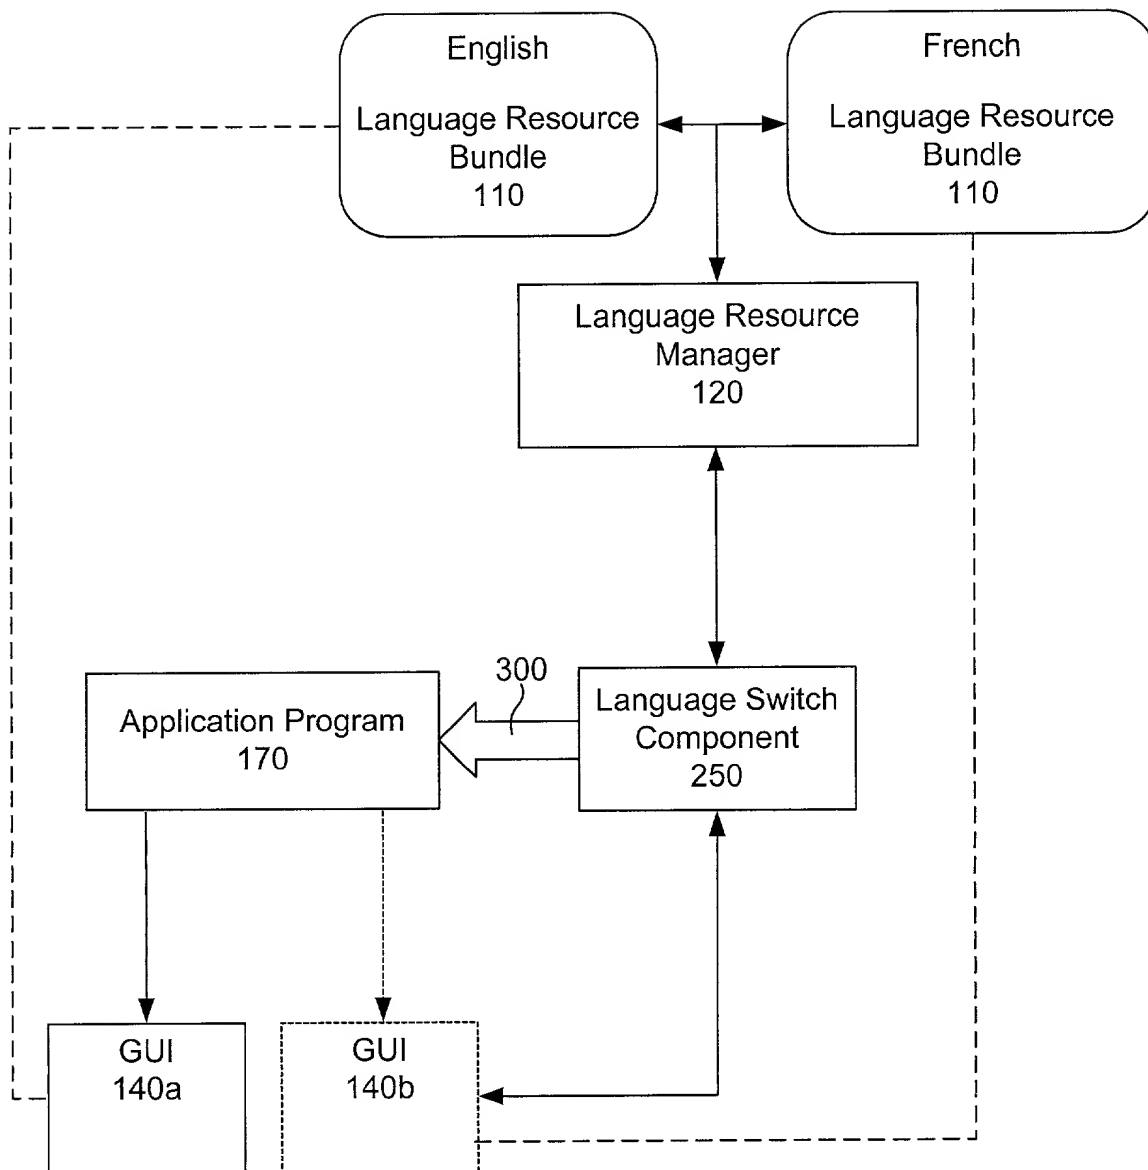 English
Language Resource
Bundle
110
French
Language Resource
Bundle
110
Language Resource
Manager
120
300
Application Program
170
Language Switch
Component
250
GUI
140a
GUI
140b